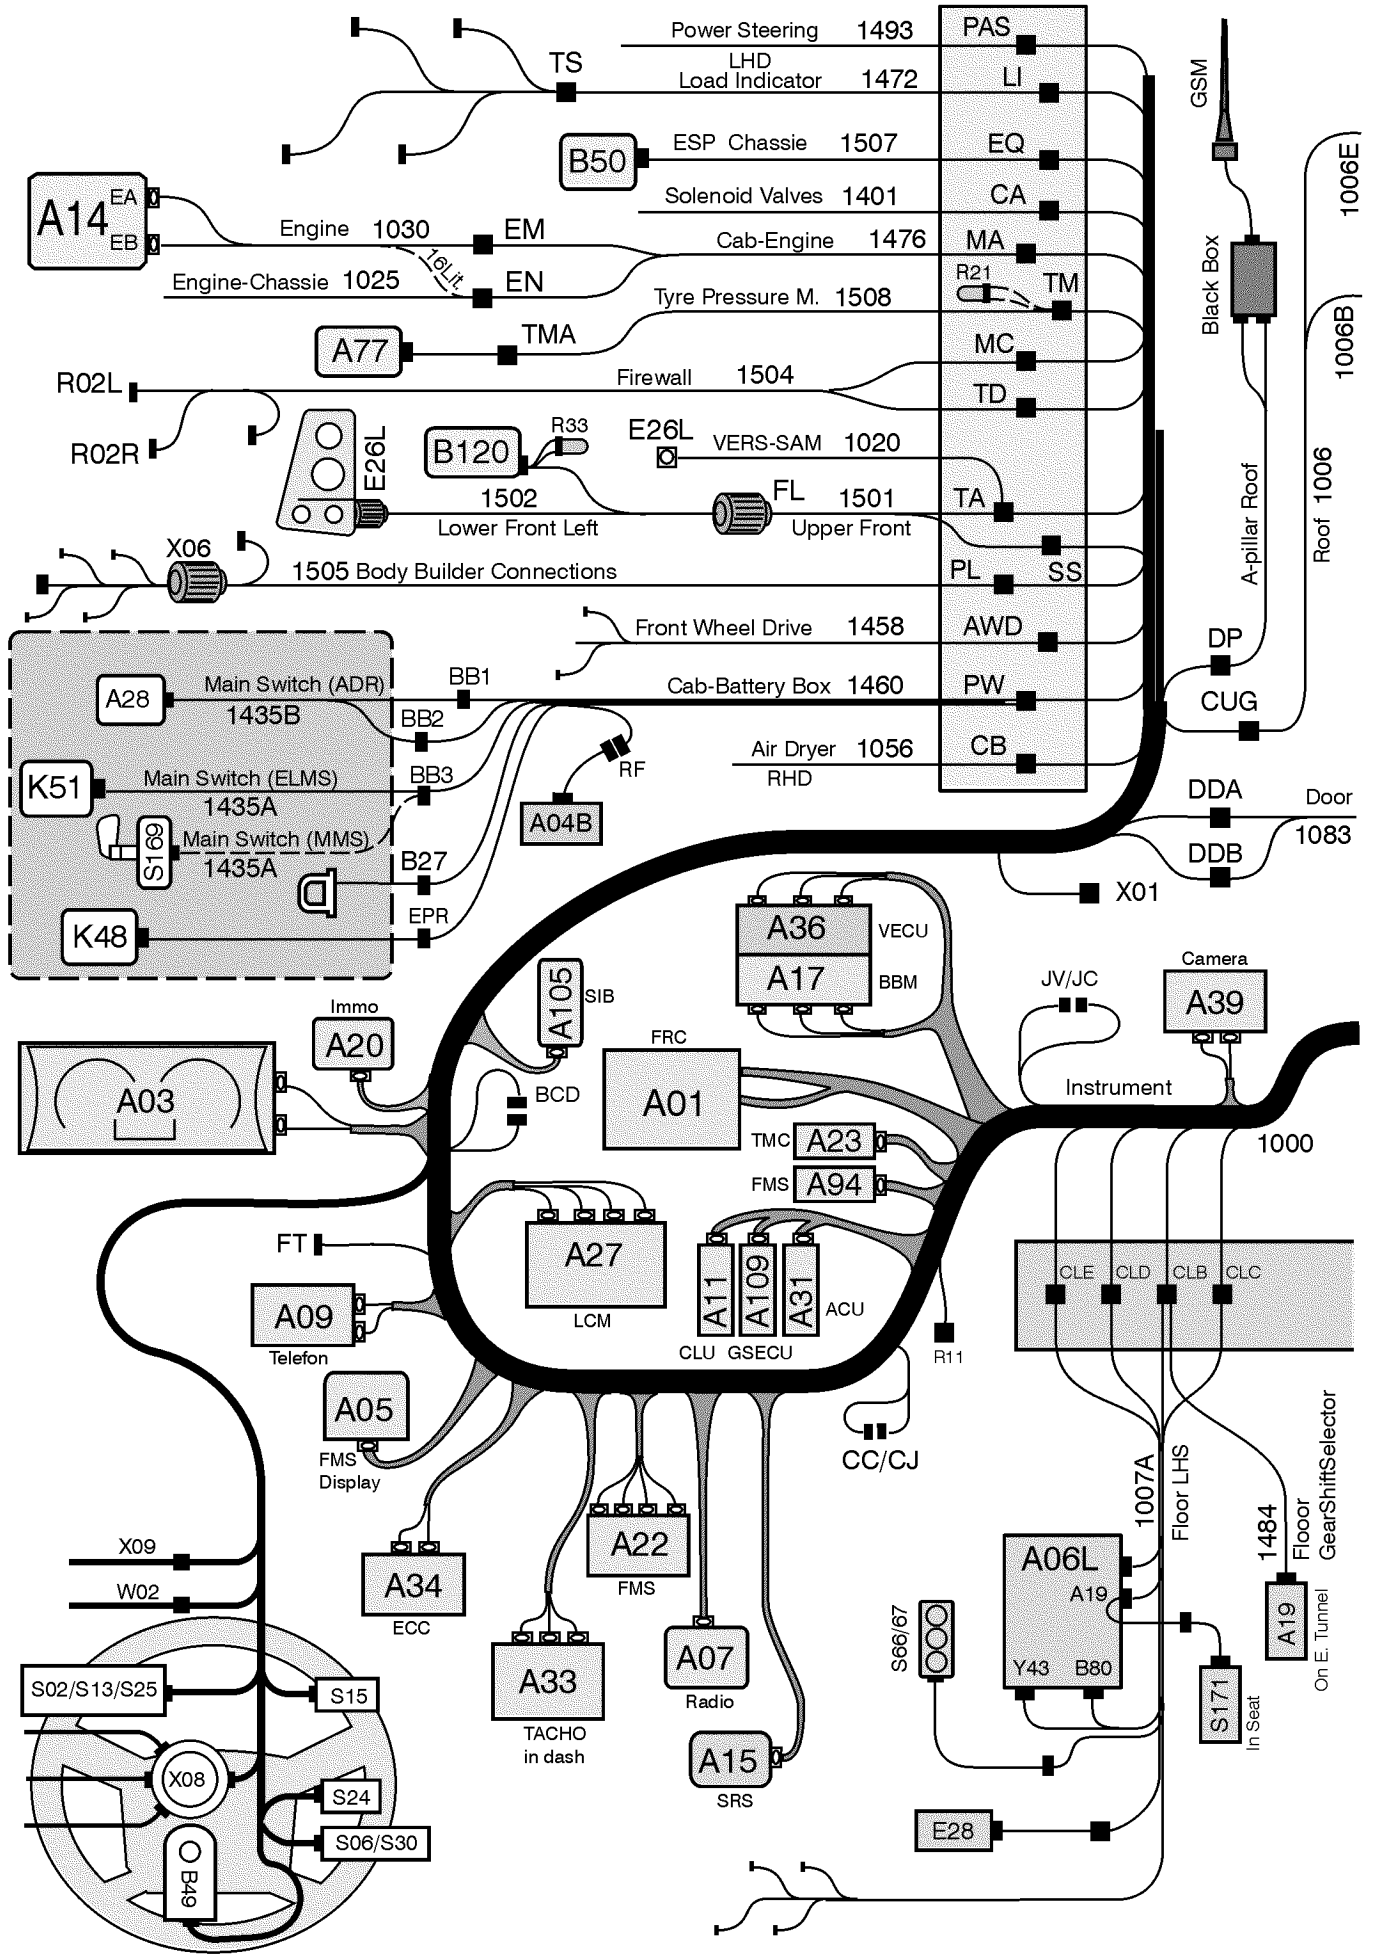 Power Steering 1493 PAS
LHD
TS
Load Indicator 1472 LI
GSM
B50
ESP Chassie 1507 EQ
1006E
Solenoid Valves 1401 CA
A14
EA
EB
Engine 1030 EM
Cab-Engine 1476 MA
16Lit.
Engine-Chassie 1025 EN
R21
TM
Tyre Pressure M. 1508
Black Box
1006B
A77
TMA
MC
R02L
Firewall 1504
TD
R02R
E26L
B120
R33
E26L
VERS-SAM 1020
1502
Lower Front Left
FL
1501
Upper Front
TA
A-pillar Roof
Roof 1006
X06
1505 Body Builder Connections
PL
SS
Front Wheel Drive 1458 AWD
DP
A28
Main Switch (ADR)
1435B
BB1
Cab-Battery Box 1460 PW
CUG
BB2
Air Dryer 1056 CB
RHD
RF
K51
Main Switch (ELMS)
1435A
BB3
A04B
DDA
Door
1083
S169
Main Switch (MMS)
1435A
B27
DDB
X01
K48
EPR
A36
VECU
A17
BBM
A105
SIB
JV/JC
Camera
A39
Immo
A20
FRC
A01
A03
BCD
Instrument
1000
TMC
A23
FMS
A94
FT
A27
LCM
A11
A109
A31
ACU
CLU
GSECU
CLE
CLD
CLB
CLC
A09
Telefon
R11
A05
FMS
Display
CC/CJ
1007A
Floor LHS
1484
Flooor
GearShiftSelector
X09
A34
ECC
A22
FMS
A06L
A19
Y43
B80
A19
On E. Tunnel
W02
S66/67
A33
TACHO
in dash
A07
Radio
S171
In Seat
S02/S13/S25
S15
A15
SRS
X08
S24
S06/S30
E28
B49